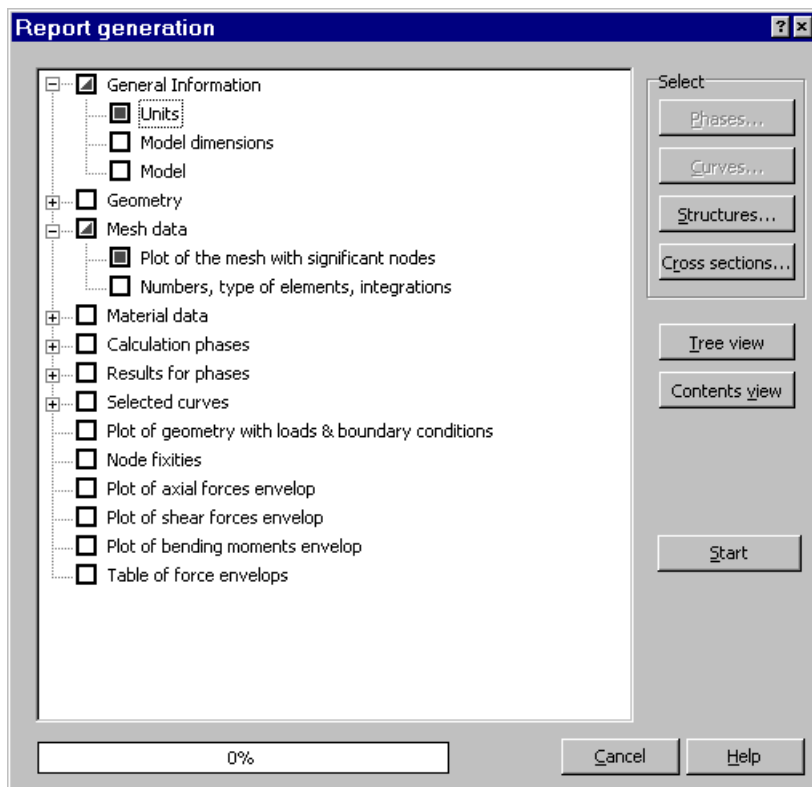 Report generation
General Information
Units
Model dimensions
Model
Geometry
Mesh data
Plot of the mesh with significant nodes
Numbers, type of elements, integrations
Material data
Calculation phases
Results for phases
Selected curves
Plot of geometry with loads & boundary conditions
Node fixities
Plot of axial forces envelop
Plot of shear forces envelop
Plot of bending moments envelop
Table of force envelops
Select
Phases...
Curves...
Structures...
Cross sections...
Tree view
Contents view
Start
0%
Cancel
Help